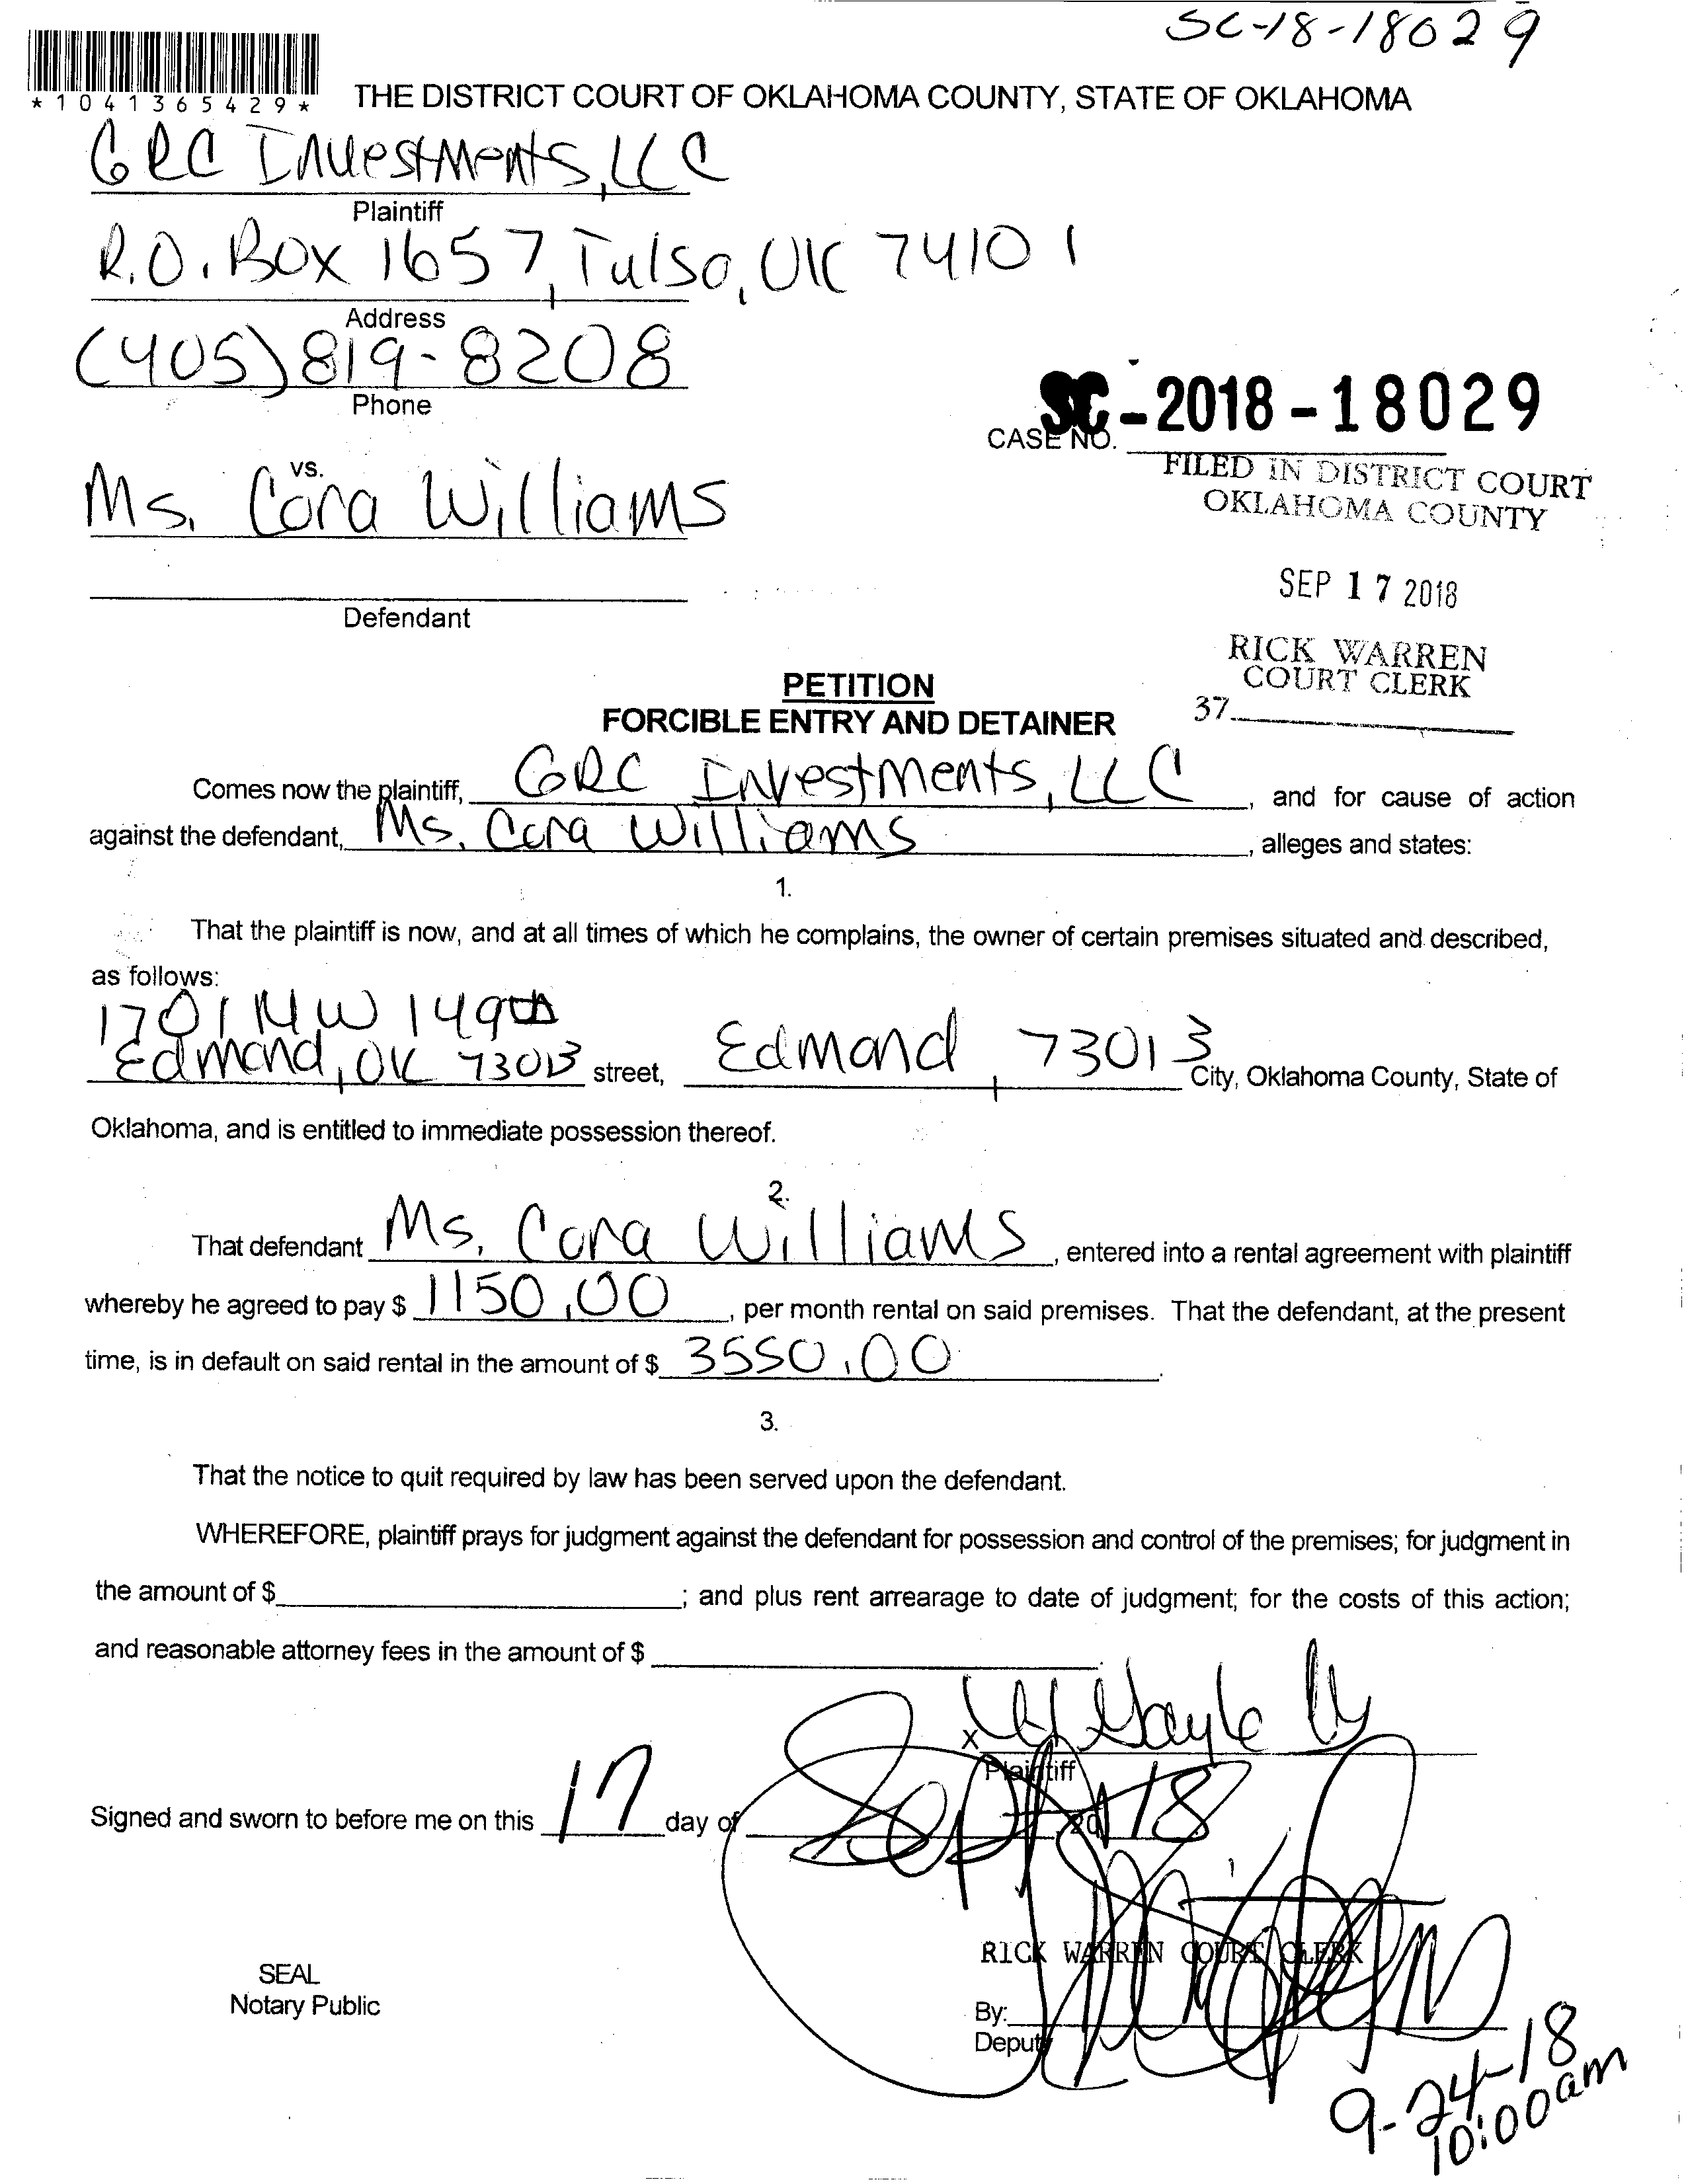 SC-18-18029
*1041365429*
THE DISTRICT COURT OF OKLAHOMA COUNTY, STATE OF OKLAHOMA
GRC Investments, LLC
Plaintiff
P.O. Box 1657, Tulsa, OK 74101
Address
(405) 819-8208
Phone
CASE NO. SC-2018-18029
vs.
Ms. Cora Williams
FILED IN DISTRICT COURT
OKLAHOMA COUNTY
SEP 17 2018
Defendant
RICK WARREN
COURT CLERK
37
PETITION
FORCIBLE ENTRY AND DETAINER
Comes now the plaintiff, GRC Investments, LLC, and for cause of action
against the defendant, Ms. Cora Williams, alleges and states:
1.
That the plaintiff is now, and at all times of which he complains, the owner of certain premises situated and described,
as follows:
1701 NW 149th
Edmond, OK 73013 street, Edmond, 73013 City, Oklahoma County, State of
Oklahoma, and is entitled to immediate possession thereof.
2.
That defendant Ms. Cora Williams, entered into a rental agreement with plaintiff
whereby he agreed to pay $ 1150.00, per month rental on said premises. That the defendant, at the present
time, is in default on said rental in the amount of $ 3550.00.
3.
That the notice to quit required by law has been served upon the defendant.
WHEREFORE, plaintiff prays for judgment against the defendant for possession and control of the premises; for judgment in
the amount of $ ; and plus rent arrearage to date of judgment; for the costs of this action;
and reasonable attorney fees in the amount of $ .
X Gayle
Plaintiff
Signed and sworn to before me on this 17 day of Sept, 2018
RICK WARREN COURT CLERK
SEAL
Notary Public
By:
Deputy
9-24-18
10:00am